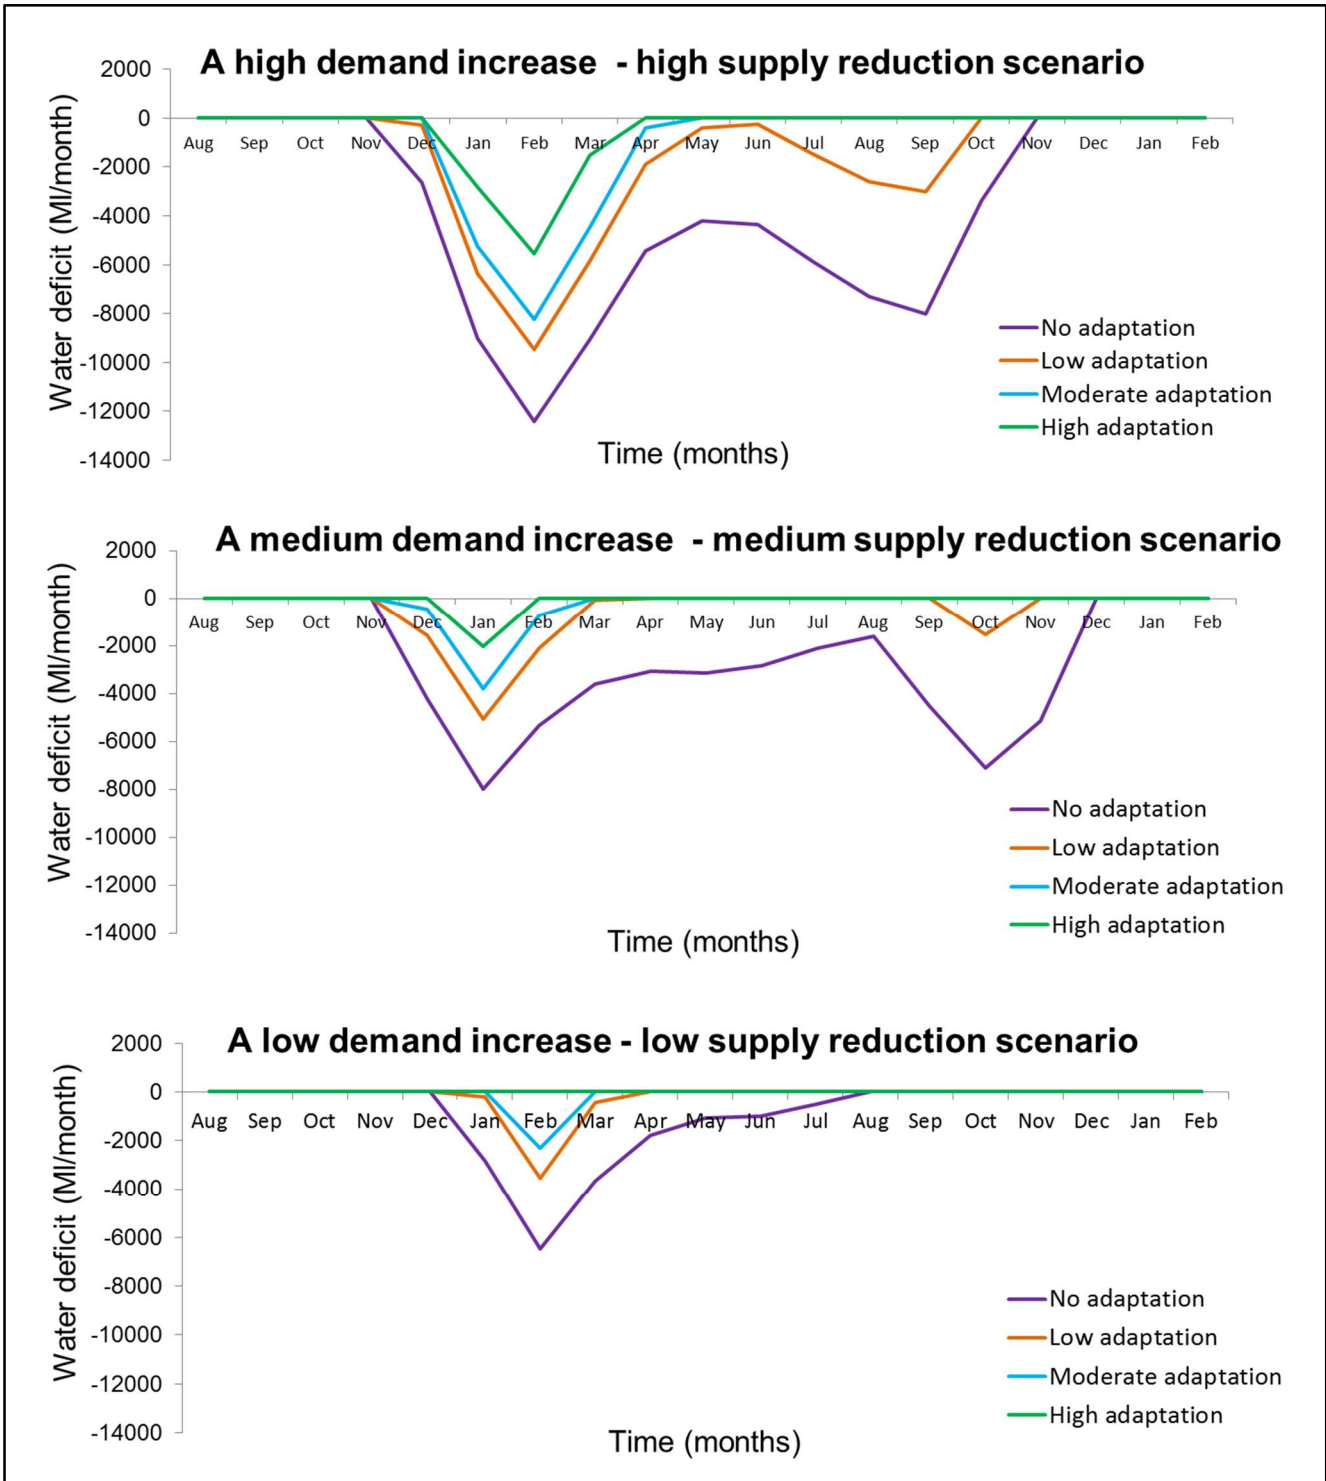 A high demand increase - high supply reduction scenario
2000
0
-2000
-4000
-6000
-8000
-10000
-12000
-14000
Water deficit (Ml/month)
Aug Sep Oct Nov Dec Jan Feb Mar Apr May Jun Jul Aug Sep Oct Nov Dec Jan Feb
No adaptation
Low adaptation
Moderate adaptation
High adaptation
Time (months)
A medium demand increase - medium supply reduction scenario
2000
0
-2000
-4000
-6000
-8000
-10000
-12000
-14000
Water deficit (Ml/month)
Aug Sep Oct Nov Dec Jan Feb Mar Apr May Jun Jul Aug Sep Oct Nov Dec Jan Feb
No adaptation
Low adaptation
Moderate adaptation
High adaptation
Time (months)
A low demand increase - low supply reduction scenario
2000
0
-2000
-4000
-6000
-8000
-10000
-12000
-14000
Water deficit (Ml/month)
Aug Sep Oct Nov Dec Jan Feb Mar Apr May Jun Jul Aug Sep Oct Nov Dec Jan Feb
No adaptation
Low adaptation
Moderate adaptation
High adaptation
Time (months)